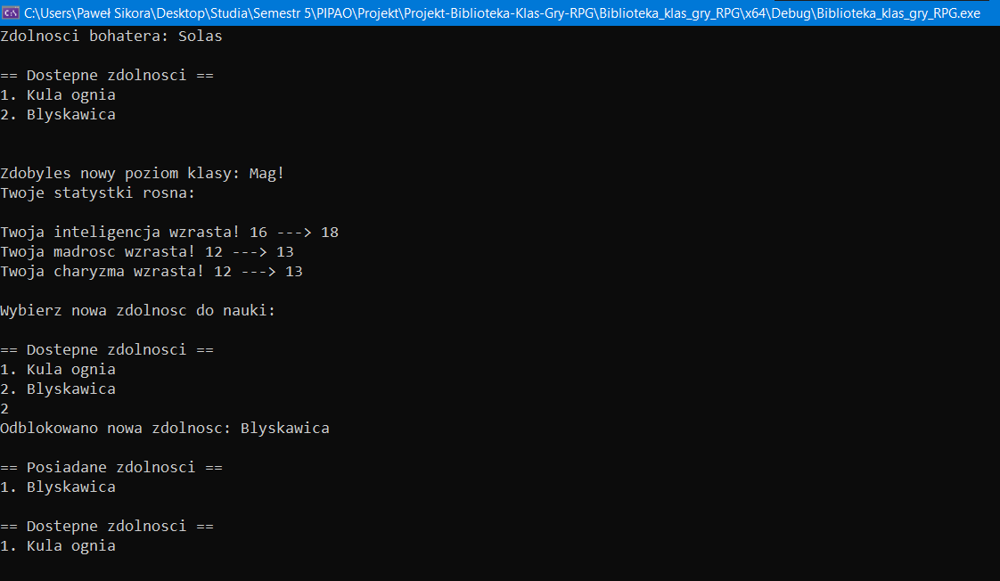 C:\Users\Paweł Sikora\Desktop\Studia\Semestr 5\PIPAO\Projekt\Projekt-Biblioteka-Klas-Gry-RPG\Biblioteka_klas_gry_RPG\x64\Debug\Biblioteka_klas_gry_RPG.exe
Zdolnosci bohatera: Solas
== Dostepne zdolnosci ==
1. Kula ognia
2. Blyskawica
Zdobyles nowy poziom klasy: Mag!
Twoje statystki rosna:
Twoja inteligencja wzrasta! 16 ---> 18
Twoja madrosc wzrasta! 12 ---> 13
Twoja charyzma wzrasta! 12 ---> 13
Wybierz nowa zdolnosc do nauki:
== Dostepne zdolnosci ==
1. Kula ognia
2. Blyskawica
2
Odblokowano nowa zdolnosc: Blyskawica
== Posiadane zdolnosci ==
1. Blyskawica
== Dostepne zdolnosci ==
1. Kula ognia